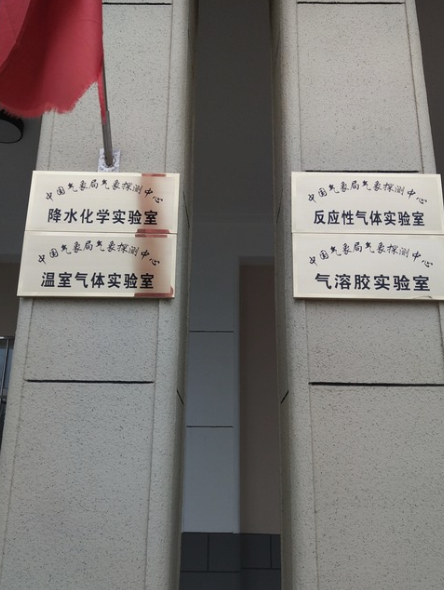 中国气象局气象探测中心
降水化学实验室
中国气象局气象探测中心
温室气体实验室
中国气象局气象探测中心
反应性气体实验室
中国气象局气象探测中心
气溶胶实验室